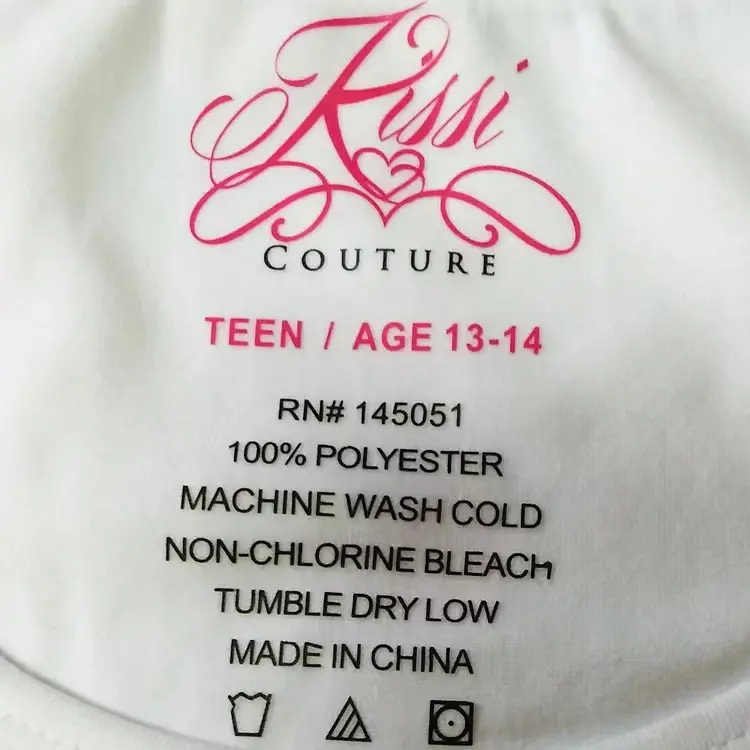 Kissi
COUTURE
TEEN / AGE 13-14
RN# 145051
100% POLYESTER
MACHINE WASH COLD
NON-CHLORINE BLEACH
TUMBLE DRY LOW
MADE IN CHINA